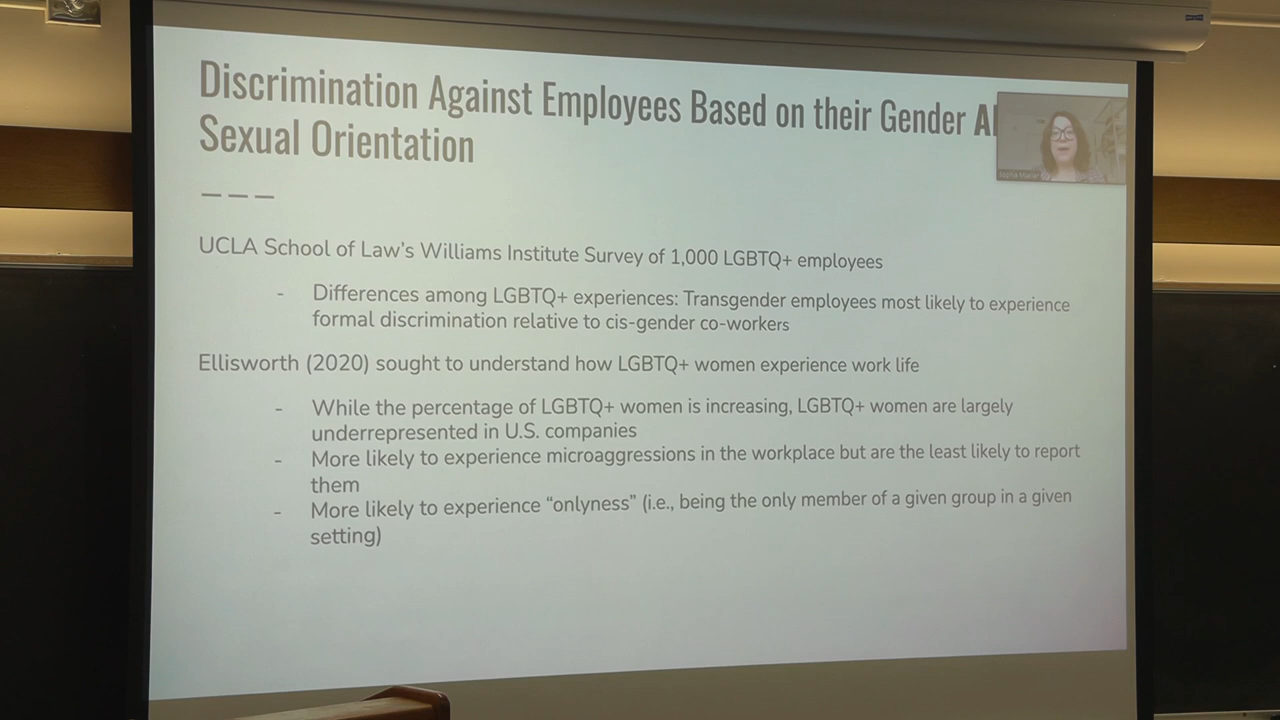 Discrimination Against Employees Based on their Gender
Sexual Orientation
UCLA School of Law's Williams Institute Survey of 1,000 LGBTQ+ employees
- Differences among LGBTQ+ experiences: Transgender employees most likely to experience
formal discrimination relative to cis-gender co-workers
Ellisworth (2020) sought to understand how LGBTQ+ women experience work life
- While the percentage of LGBTQ+ women is increasing, LGBTQ+ women are largely
underrepresented in U.S. companies
- More likely to experience microaggressions in the workplace but are the least likely to report
them
- More likely to experience “onlyness” (i.e., being the only member of a given group in a given
setting)